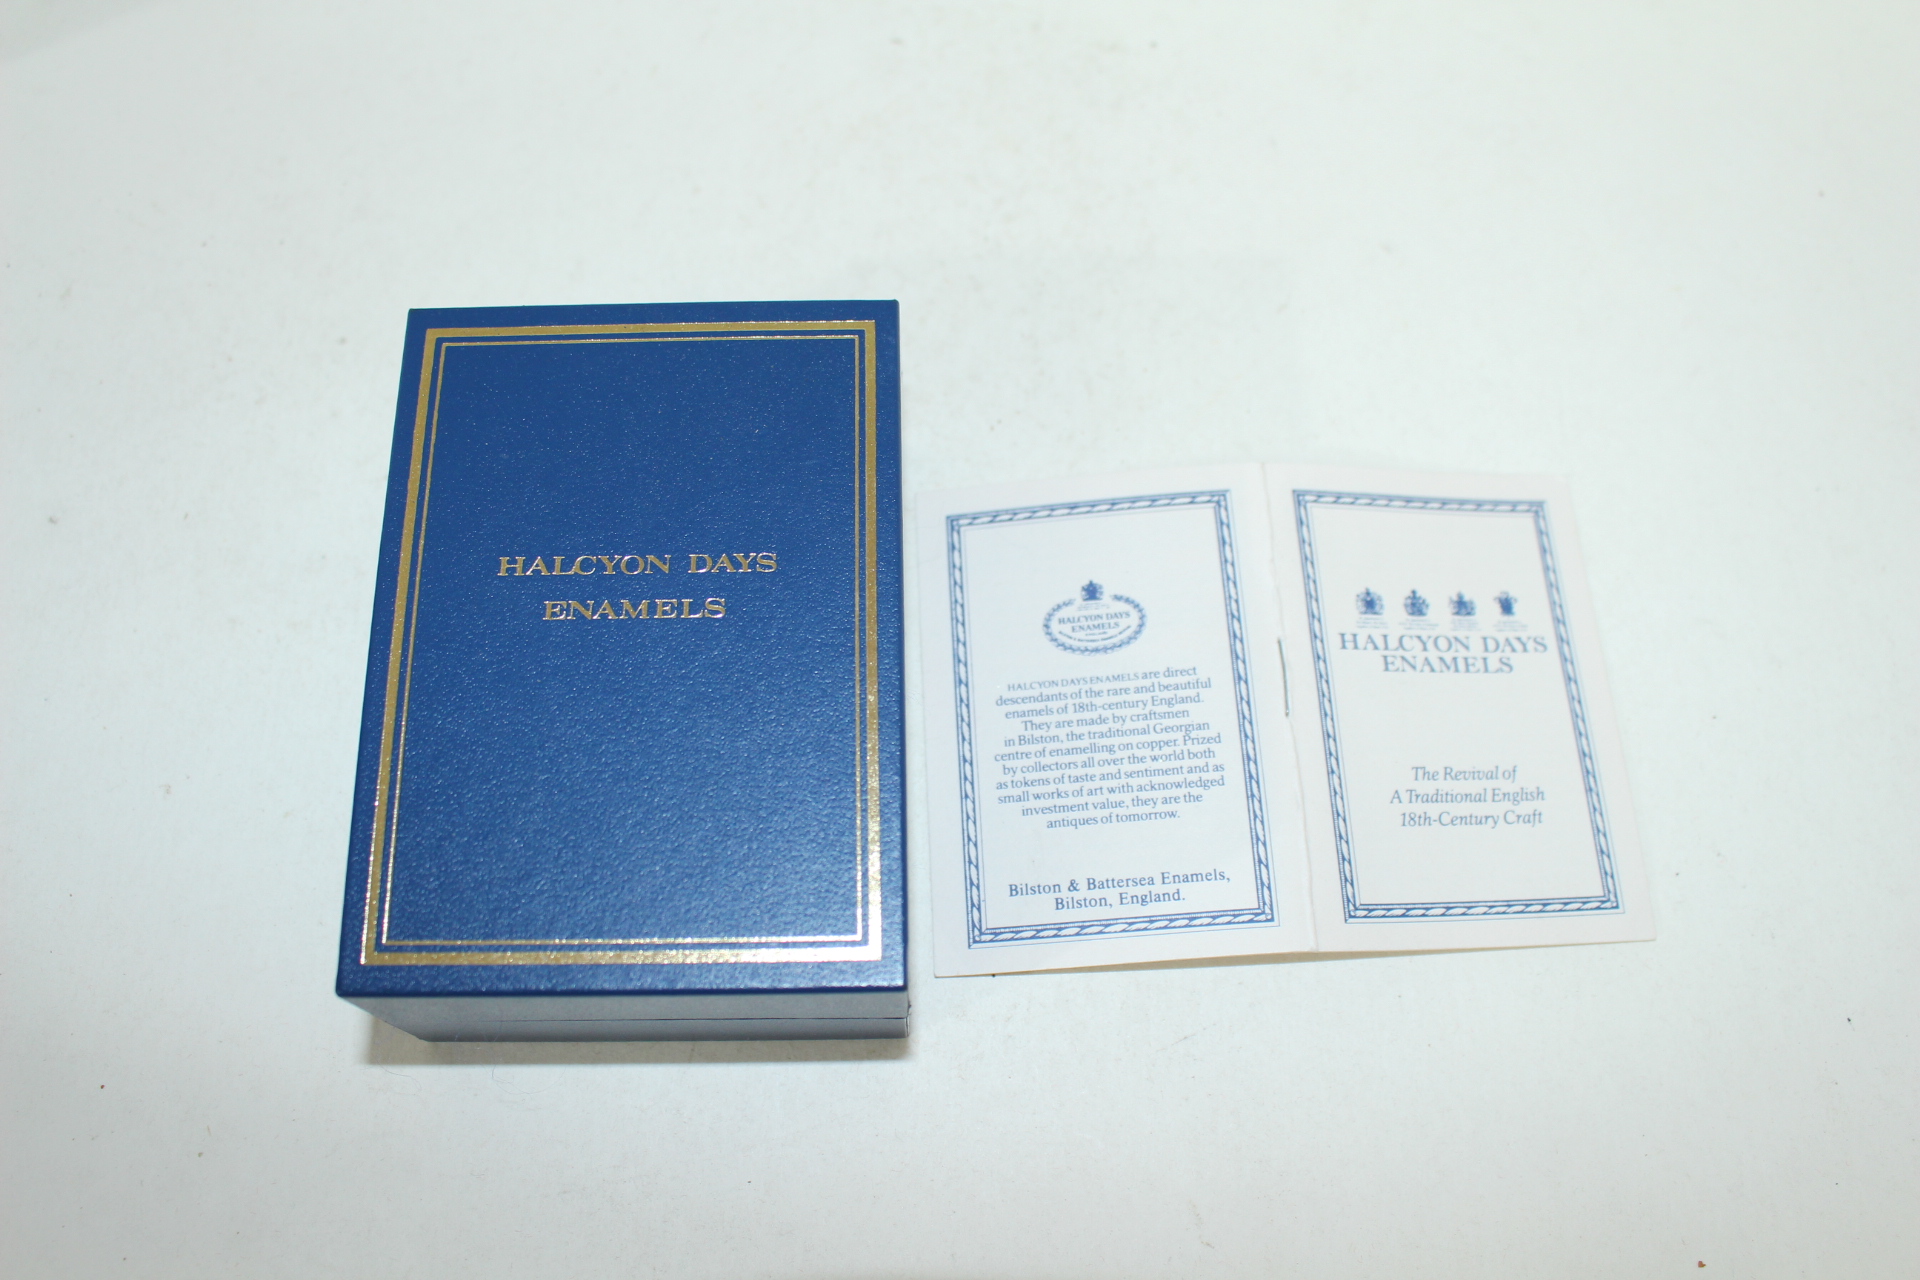 HALCYON DAYS
ENAMELS
HALCYON DAYS
ENAMELS
HALCYON DAYS ENAMELS are direct
descendants of the rare and beautiful
enamels of 18th-century England.
They are made by craftsmen
in Bilston, the traditional Georgian
centre of enamelling on copper. Prized
by collectors all over the world both
as tokens of taste and sentiment and as
small works of art with acknowledged
investment value, they are the
antiques of tomorrow.
Bilston & Battersea Enamels,
Bilston, England.
HALCYON DAYS
ENAMELS
The Revival of
A Traditional English
18th-Century Craft